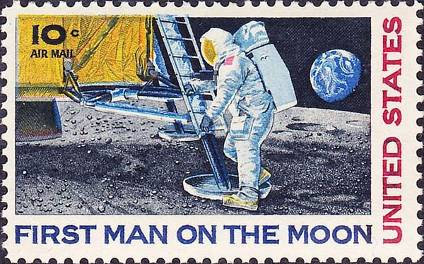 10c
AIR MAIL
FIRST MAN ON THE MOON
UNITED STATES